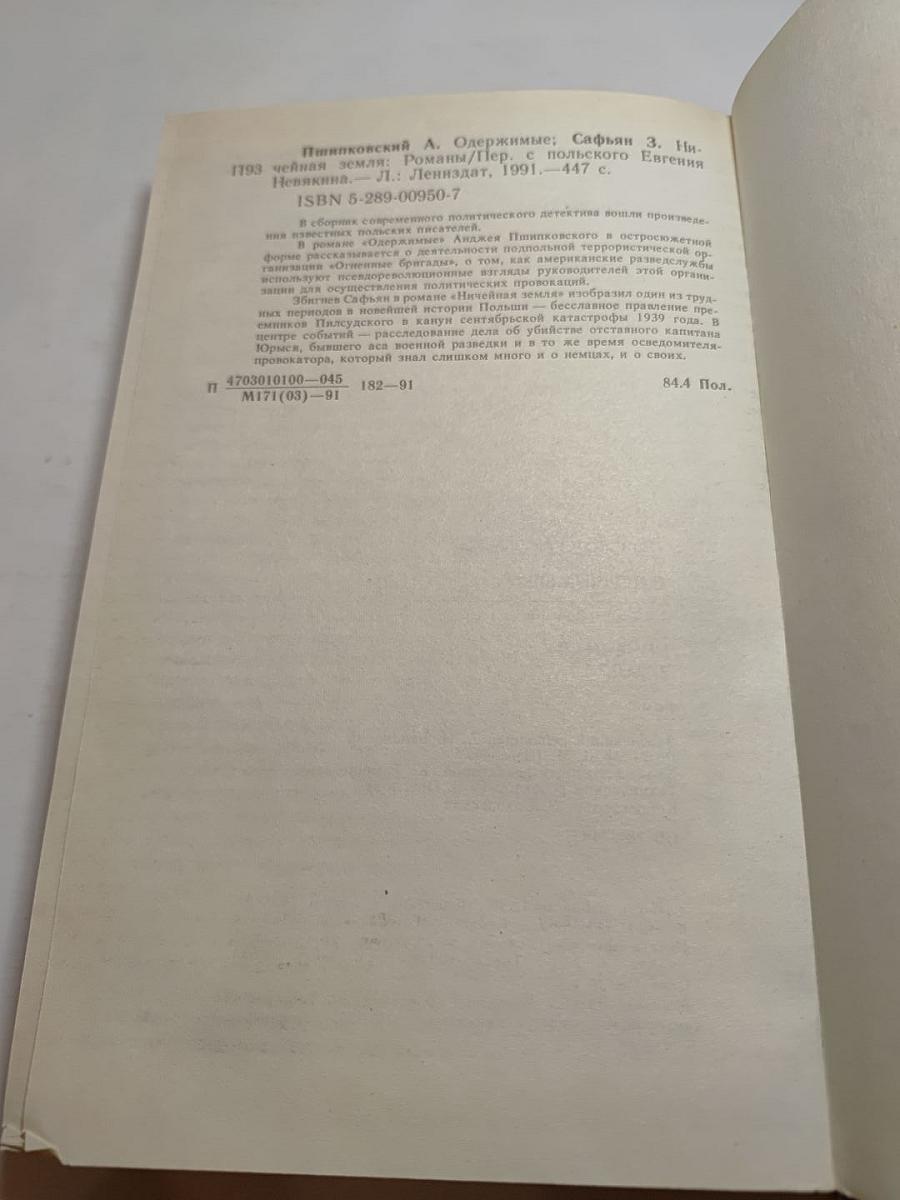 Пшипковский А. Одержимые; Сафьян З. Ни-
П93 чейная земля: Романы/Пер. с польского Евгения
Невякина.— Л.: Лениздат, 1991.—447 с.
ISBN 5-289-00950-7
В сборник современного политического детектива вошли произведе-
ния известных польских писателей.
В романе «Одержимые» Анджея Пшипковского в остросюжетной
форме рассказывается о деятельности подпольной террористической ор-
ганизации «Огненные бригады», о том, как американские разведслужбы
используют псевдореволюционные взгляды руководителей этой органи-
зации для осуществления политических провокаций.
Збигнев Сафьян в романе «Ничейная земля» изобразил один из труд-
ных периодов в новейшей истории Польши — бесславное правление пре-
емников Пилсудского в канун сентябрьской катастрофы 1939 года. В
центре событий — расследование дела об убийстве отставного капитана
Юрыся, бывшего аса военной разведки и в то же время осведомителя-
провокатора, который знал слишком много и о немцах, и о своих.
П 4703010100—045 182—91 84.4 Пол.
М171(03)—91